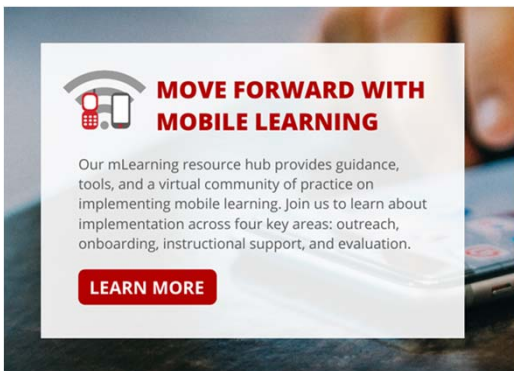 MOVE FORWARD WITH
MOBILE LEARNING
Our mLearning resource hub provides guidance,
tools, and a virtual community of practice on
implementing mobile learning. Join us to learn about
implementation across four key areas: outreach,
onboarding, instructional support, and evaluation.
LEARN MORE